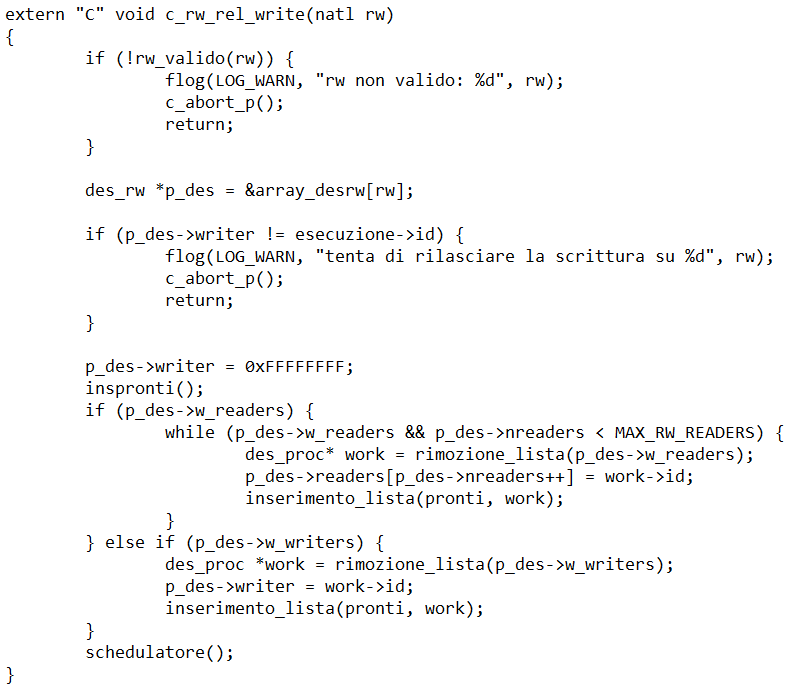 extern "C" void c_rw_rel_write(natl rw)
{
        if (!rw_valido(rw)) {
                flog(LOG_WARN, "rw non valido: %d", rw);
                c_abort_p();
                return;
        }

        des_rw *p_des = &array_desrw[rw];

        if (p_des->writer != esecuzione->id) {
                flog(LOG_WARN, "tenta di rilasciare la scrittura su %d", rw);
                c_abort_p();
                return;
        }

        p_des->writer = 0xFFFFFFFF;
        inspronti();
        if (p_des->w_readers) {
                while (p_des->w_readers && p_des->nreaders < MAX_RW_READERS) {
                        des_proc* work = rimozione_lista(p_des->w_readers);
                        p_des->readers[p_des->nreaders++] = work->id;
                        inserimento_lista(pronti, work);
                }
        } else if (p_des->w_writers) {
                des_proc *work = rimozione_lista(p_des->w_writers);
                p_des->writer = work->id;
                inserimento_lista(pronti, work);
        }
        schedulatore();
}